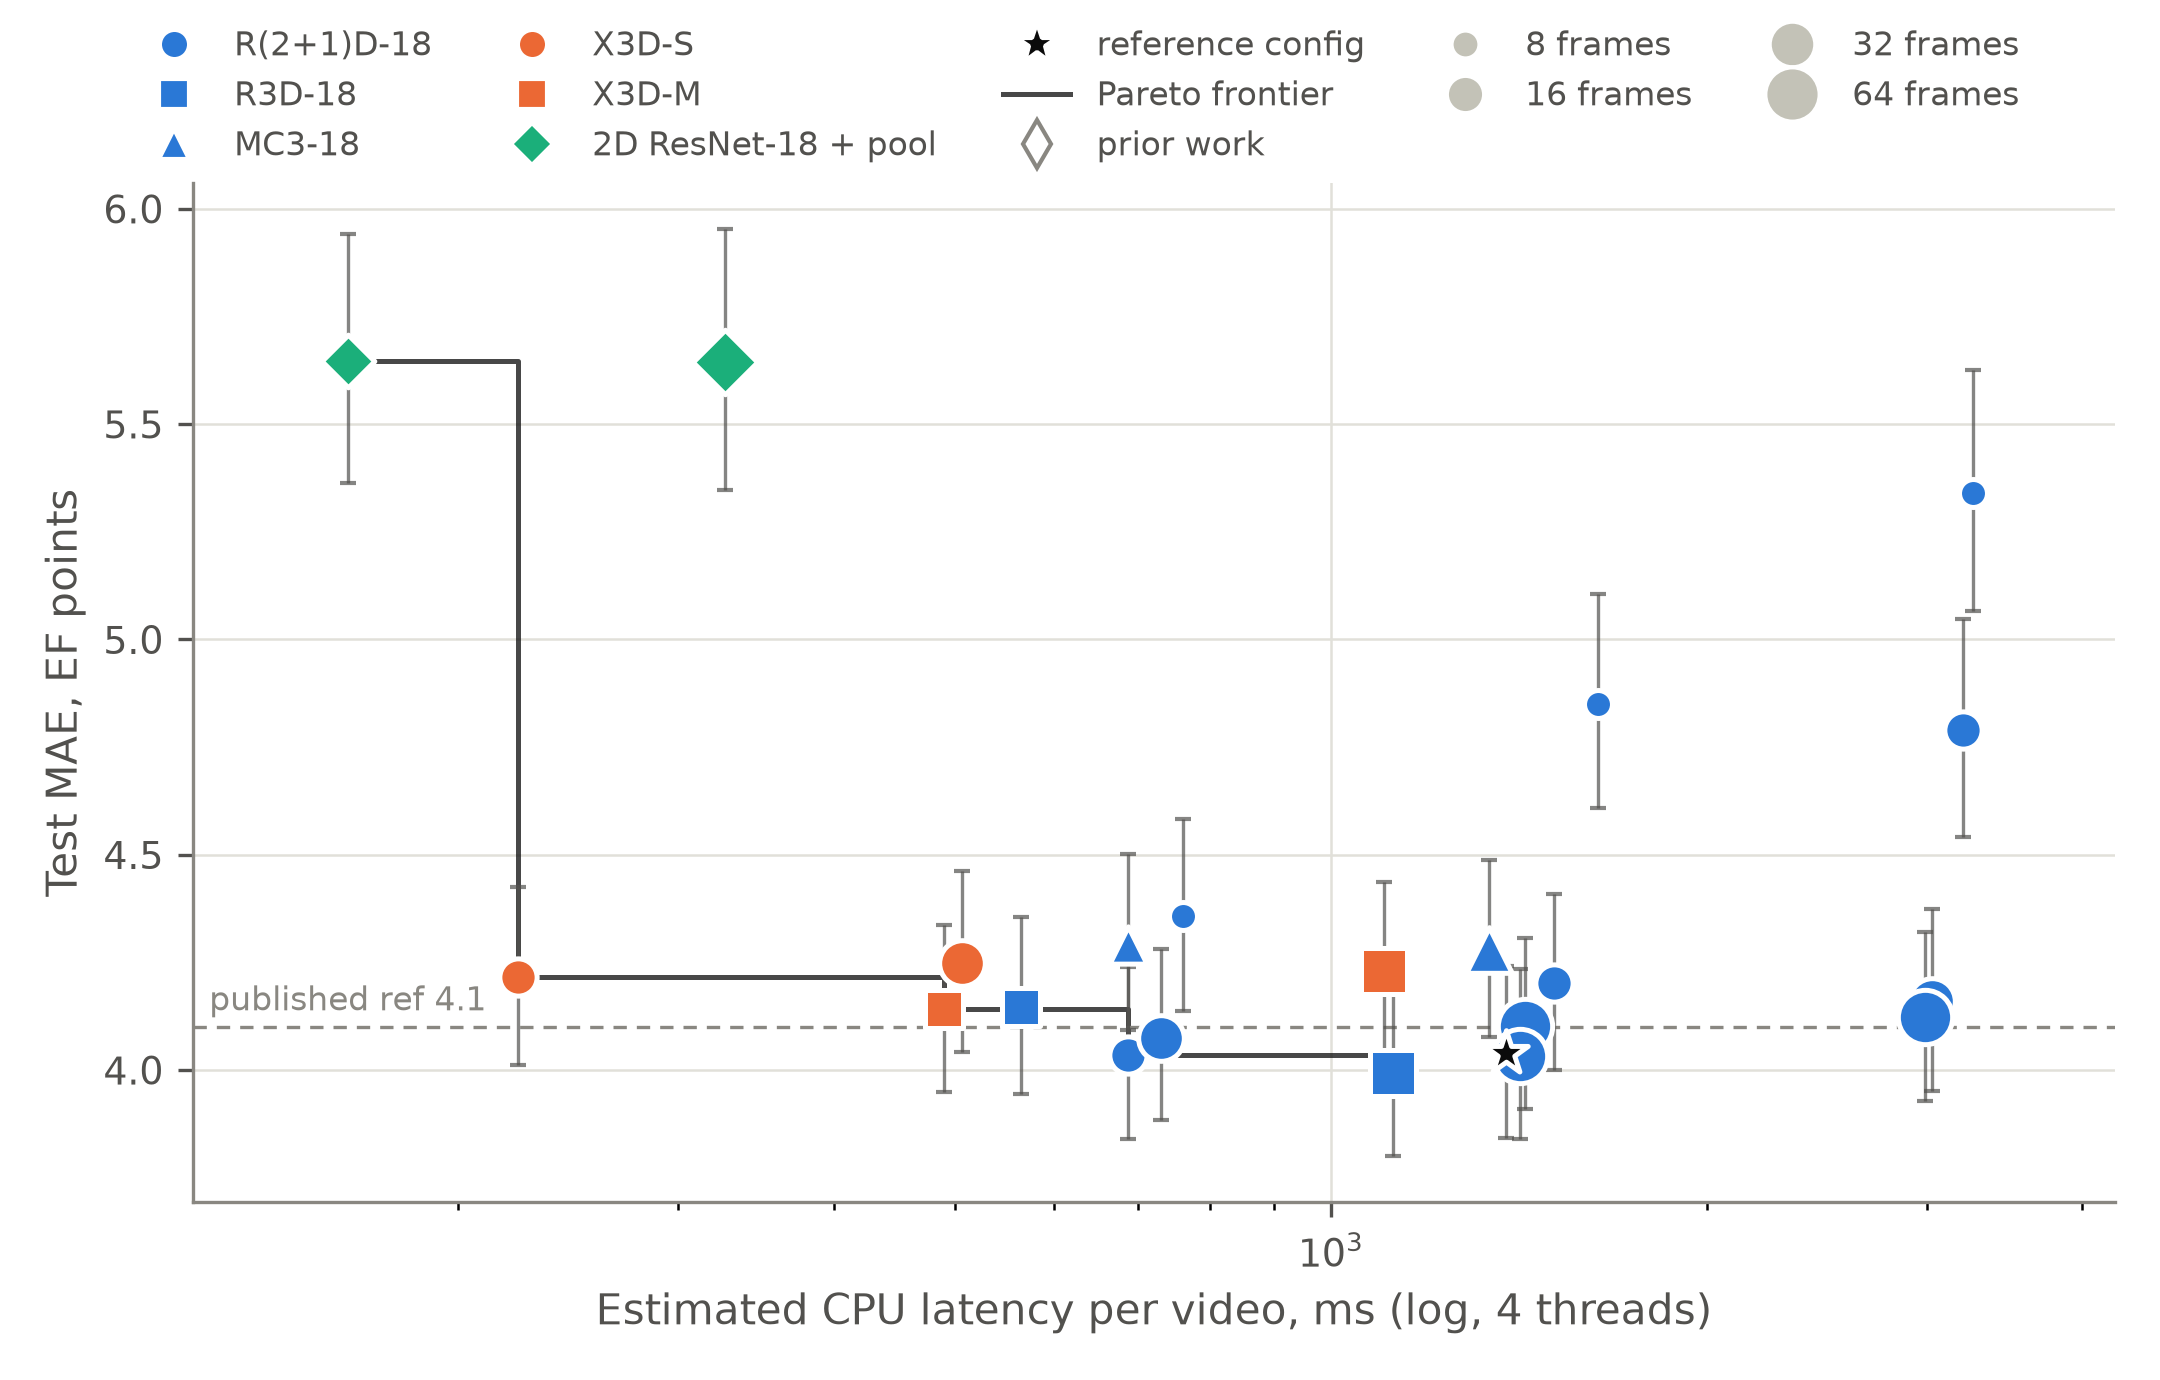 R(2+1)D-18
R3D-18
MC3-18
X3D-S
X3D-M
2D ResNet-18 + pool
reference config
Pareto frontier
prior work
8 frames
16 frames
32 frames
64 frames
Test MAE, EF points
6.0
5.5
5.0
4.5
4.0
published ref 4.1
10³
Estimated CPU latency per video, ms (log, 4 threads)